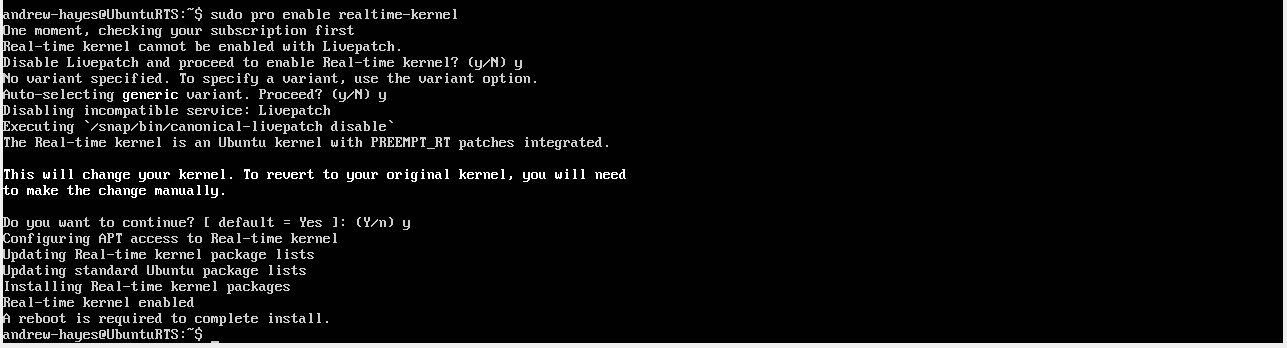 andrew-hayes@UbuntuRTS:~$ sudo pro enable realtime-kernel
One moment, checking your subscription first
Real-time kernel cannot be enabled with Livepatch.
Disable Livepatch and proceed to enable Real-time kernel? (y/N) y
No variant specified. To specify a variant, use the variant option.
Auto-selecting generic variant. Proceed? (y/N) y
Disabling incompatible service: Livepatch
Executing `/snap/bin/canonical-livepatch disable`
The Real-time kernel is an Ubuntu kernel with PREEMPT_RT patches integrated.
This will change your kernel. To revert to your original kernel, you will need
to make the change manually.
Do you want to continue? [ default = Yes ]: (Y/n) y
Configuring APT access to Real-time kernel
Updating Real-time kernel package lists
Updating standard Ubuntu package lists
Installing Real-time kernel packages
Real-time kernel enabled
A reboot is required to complete install.
andrew-hayes@UbuntuRTS:~$ _